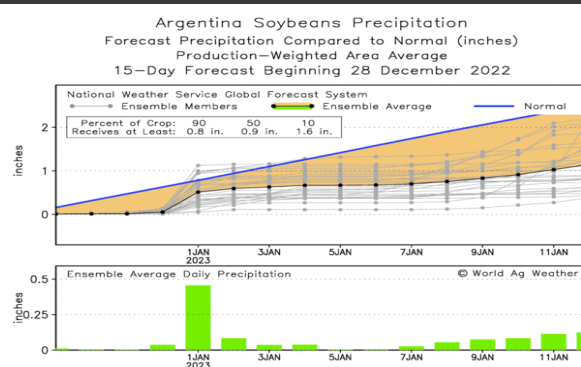 Argentina Soybeans Precipitation
Forecast Precipitation Compared to Normal (inches)
Production-Weighted Area Average
15-Day Forecast Beginning 28 December 2022
National Weather Service Global Forecast System
Ensemble Members Ensemble Average Normal
Percent of Crop: 90 50 10
Receives at Least: 0.8 in. 0.9 in. 1.6 in.
2
1
0
inches
1JAN 3JAN 5JAN 7JAN 9JAN 11JAN
2023
Ensemble Average Daily Precipitation © World Ag Weather
0.5
0.25
0
inches
1JAN 3JAN 5JAN 7JAN 9JAN 11JAN
2023